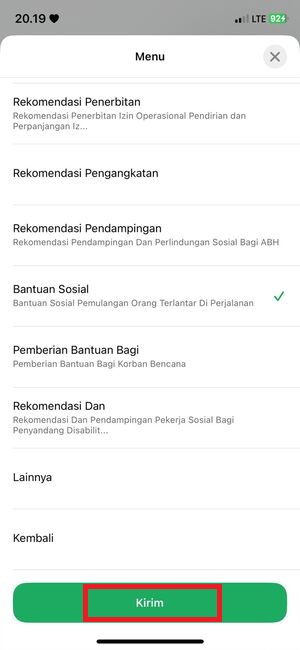 20.19 LTE 92
Menu
Rekomendasi Penerbitan
Rekomendasi Penerbitan Izin Operasional Pendirian dan
Perpanjangan Iz...
Rekomendasi Pengangkatan
Rekomendasi Pendampingan
Rekomendasi Pendampingan Dan Perlindungan Sosial Bagi ABH
Bantuan Sosial
Bantuan Sosial Pemulangan Orang Terlantar Di Perjalanan
Pemberian Bantuan Bagi
Pemberian Bantuan Bagi Korban Bencana
Rekomendasi Dan
Rekomendasi Dan Pendampingan Pekerja Sosial Bagi
Penyandang Disabilit...
Lainnya
Kembali
Kirim